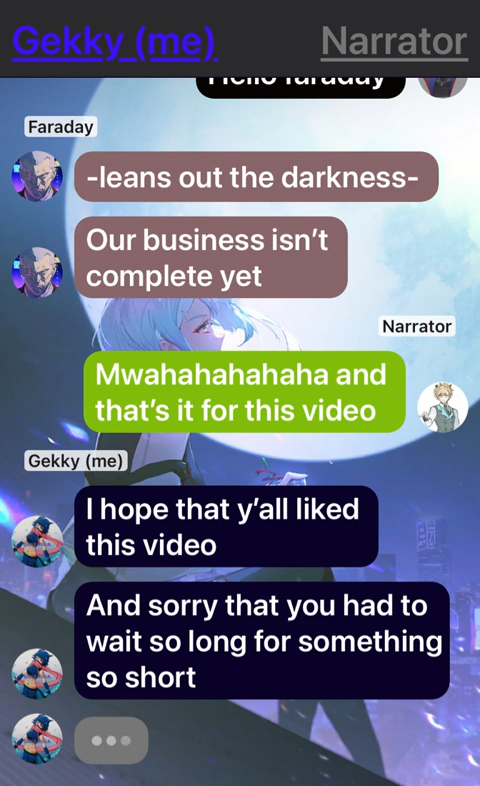 Gekky (me) Narrator
Hello faraday
Faraday
-leans out the darkness-
Our business isn’t
complete yet
Narrator
Mwahahahahaha and
that’s it for this video
Gekky (me)
I hope that y’all liked
this video
And sorry that you had to
wait so long for something
so short